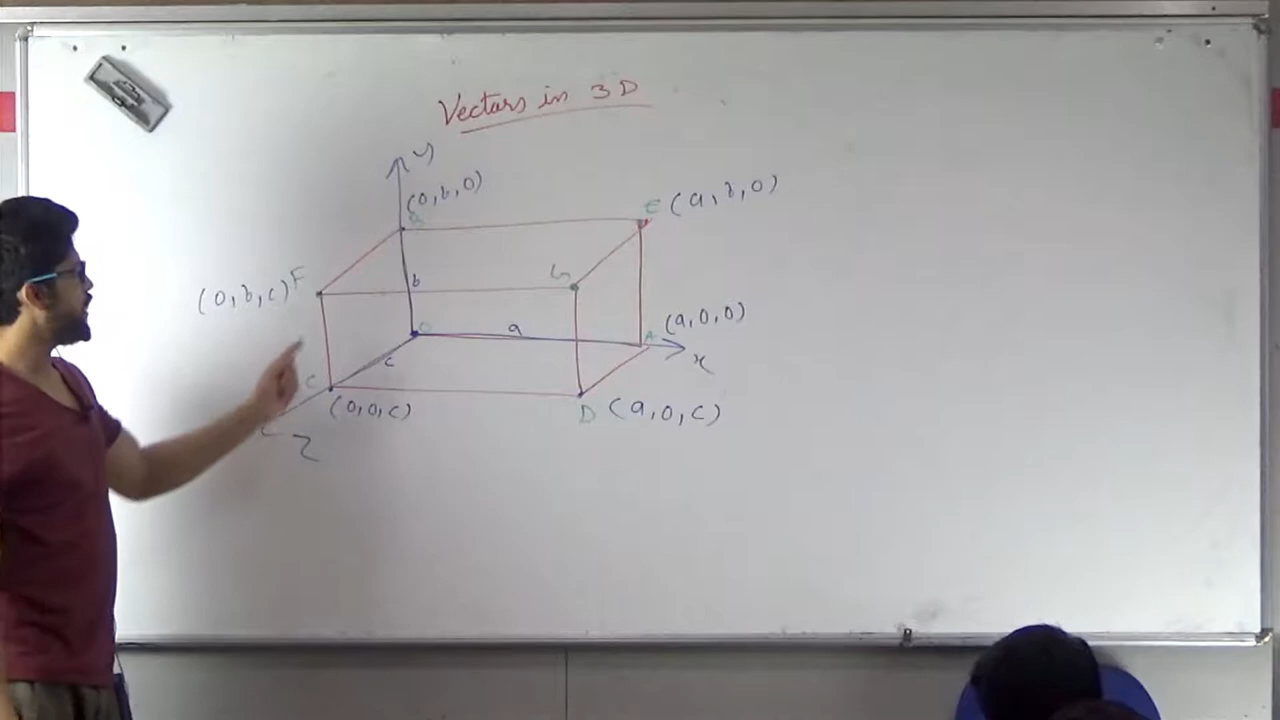 Vectors in 3D
y
(0, b, 0)
B
E (a, b, 0)
F
(0, b, c)
b
G
O
a
A
(a, 0, 0)
x
c
C
(0, 0, c)
D (a, 0, c)
z